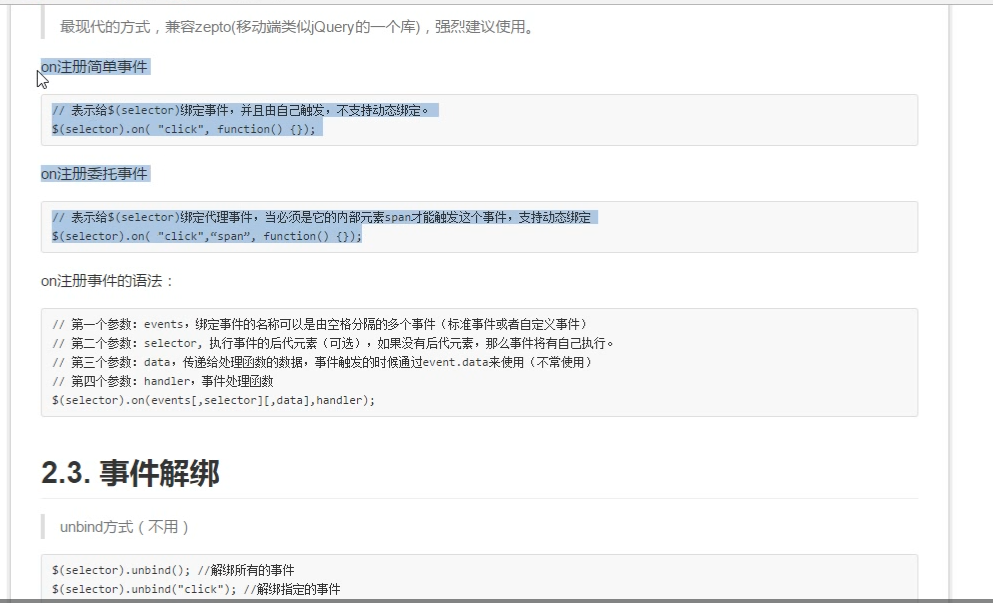 最现代的方式，兼容zepto(移动端类似jQuery的一个库)，强烈建议使用。
on注册简单事件
// 表示给$(selector)绑定事件，并且由自己触发，不支持动态绑定。
$(selector).on( "click", function() {});
on注册委托事件
// 表示给$(selector)绑定代理事件，当必须是它的内部元素span才能触发这个事件，支持动态绑定
$(selector).on( "click",“span”, function() {});
on注册事件的语法：
// 第一个参数：events，绑定事件的名称可以是由空格分隔的多个事件（标准事件或者自定义事件）
// 第二个参数：selector, 执行事件的后代元素（可选），如果没有后代元素，那么事件将有自己执行。
// 第三个参数：data，传递给处理函数的数据，事件触发的时候通过event.data来使用（不常使用）
// 第四个参数：handler，事件处理函数
$(selector).on(events[,selector][,data],handler);
2.3. 事件解绑
unbind方式（不用）
$(selector).unbind(); //解绑所有的事件
$(selector).unbind("click"); //解绑指定的事件